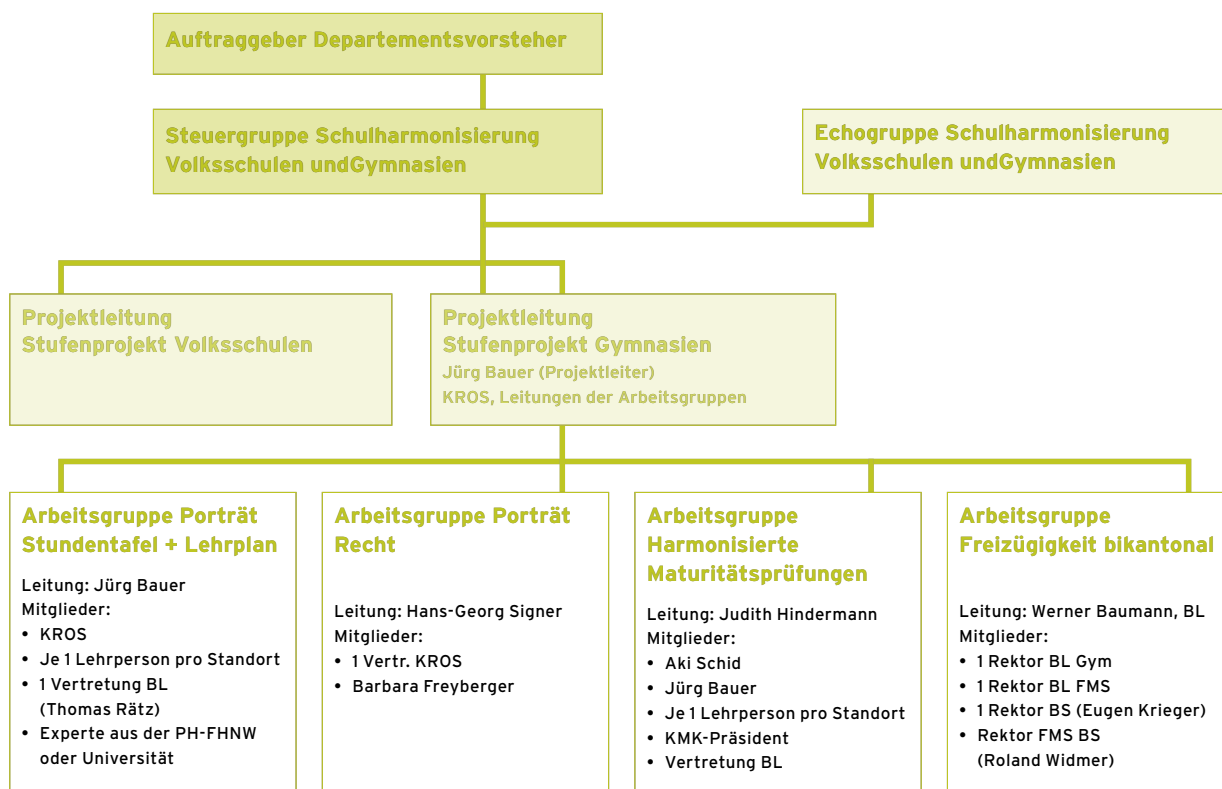 Auftraggeber Departementsvorsteher
Steuergruppe Schulharmonisierung
Volksschulen undGymnasien
Echogruppe Schulharmonisierung
Volksschulen undGymnasien
Projektleitung
Stufenprojekt Volksschulen
Projektleitung
Stufenprojekt Gymnasien
Jürg Bauer (Projektleiter)
KROS, Leitungen der Arbeitsgruppen
Arbeitsgruppe Porträt
Stundentafel + Lehrplan
Leitung: Jürg Bauer
Mitglieder:
• KROS
• Je 1 Lehrperson pro Standort
• 1 Vertretung BL
(Thomas Rätz)
• Experte aus der PH-FHNW
oder Universität
Arbeitsgruppe Porträt
Recht
Leitung: Hans-Georg Signer
Mitglieder:
• 1 Vertr. KROS
• Barbara Freyberger
Arbeitsgruppe
Harmonisierte
Maturitätsprüfungen
Leitung: Judith Hindermann
Mitglieder:
• Aki Schid
• Jürg Bauer
• Je 1 Lehrperson pro Standort
• KMK-Präsident
• Vertretung BL
Arbeitsgruppe
Freizügigkeit bikantonal
Leitung: Werner Baumann, BL
Mitglieder:
• 1 Rektor BL Gym
• 1 Rektor BL FMS
• 1 Rektor BS (Eugen Krieger)
• Rektor FMS BS
(Roland Widmer)